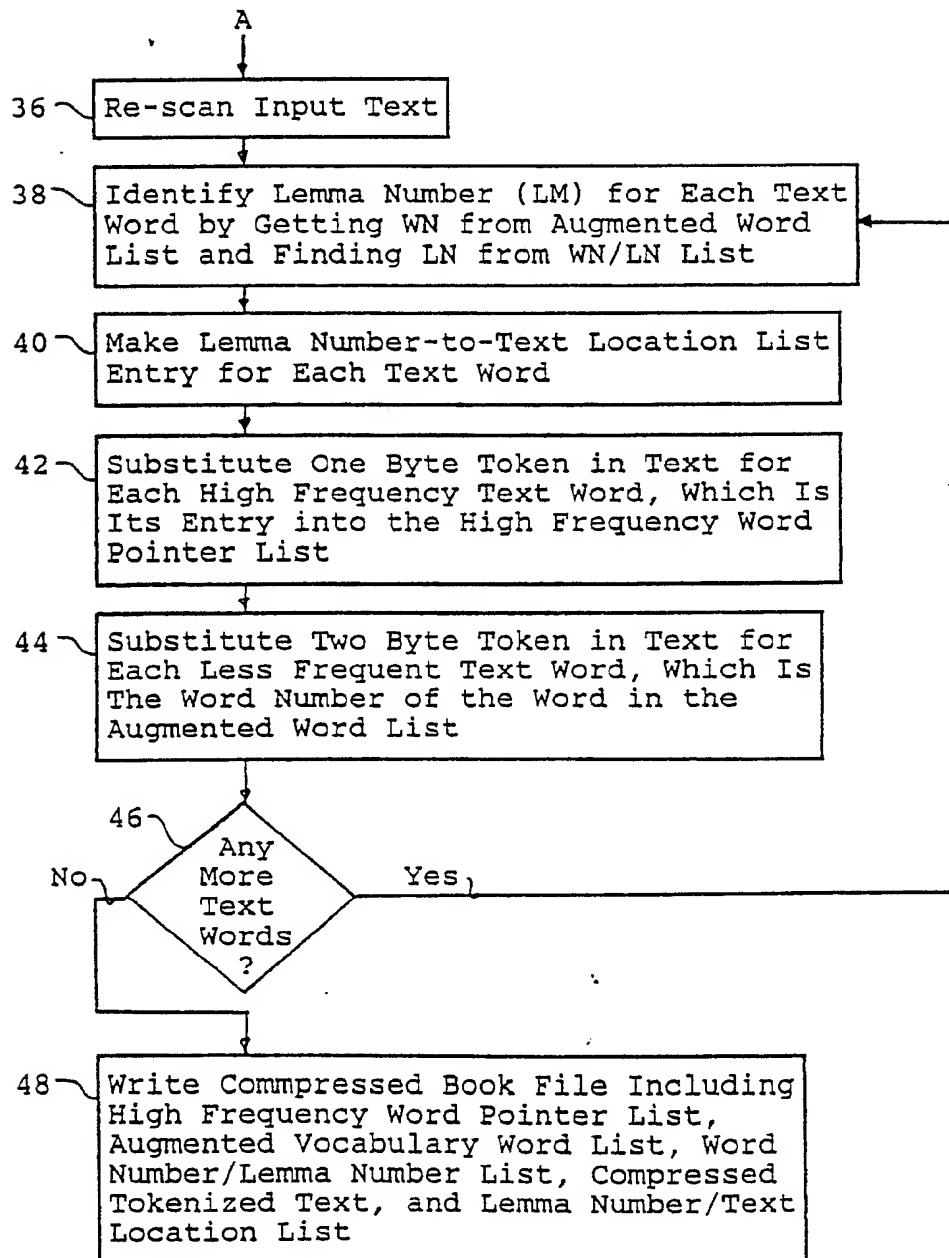 A
36
Re-scan Input Text
38
Identify Lemma Number (LM) for Each Text
Word by Getting WN from Augmented Word
List and Finding LN from WN/LN List
40
Make Lemma Number-to-Text Location List
Entry for Each Text Word
42
Substitute One Byte Token in Text for
Each High Frequency Text Word, Which Is
Its Entry into the High Frequency Word
Pointer List
44
Substitute Two Byte Token in Text for
Each Less Frequent Text Word, Which Is
The Word Number of the Word in the
Augmented Word List
46
Any
More
Text
Words
?
No
Yes
48
Write Commpressed Book File Including
High Frequency Word Pointer List,
Augmented Vocabulary Word List, Word
Number/Lemma Number List, Compressed
Tokenized Text, and Lemma Number/Text
Location List